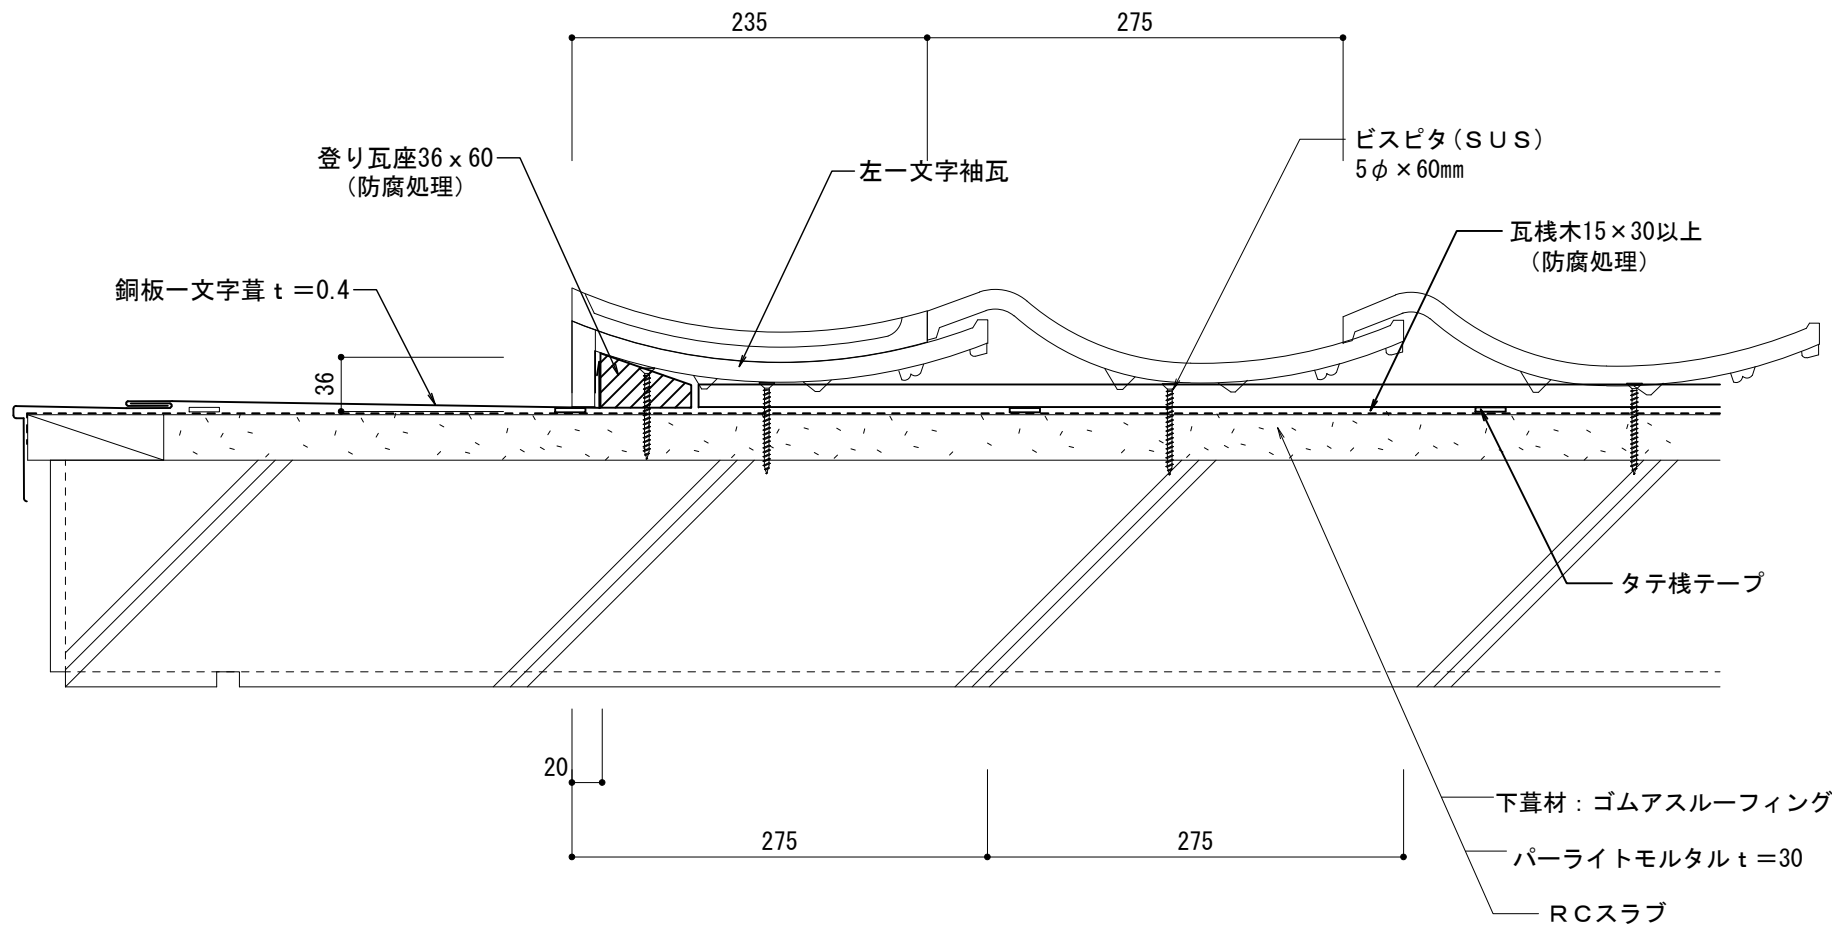 235
275
登り瓦座36ｘ60
（防腐処理）
左一文字袖瓦
ビスピタ（ＳＵＳ）
5φ×60㎜
瓦桟木15×30以上
（防腐処理）
銅板一文字葺ｔ＝0.4
36
タテ桟テープ
20
275
275
下葺材：ゴムアスルーフィング
パーライトモルタルｔ＝30
ＲＣスラブ